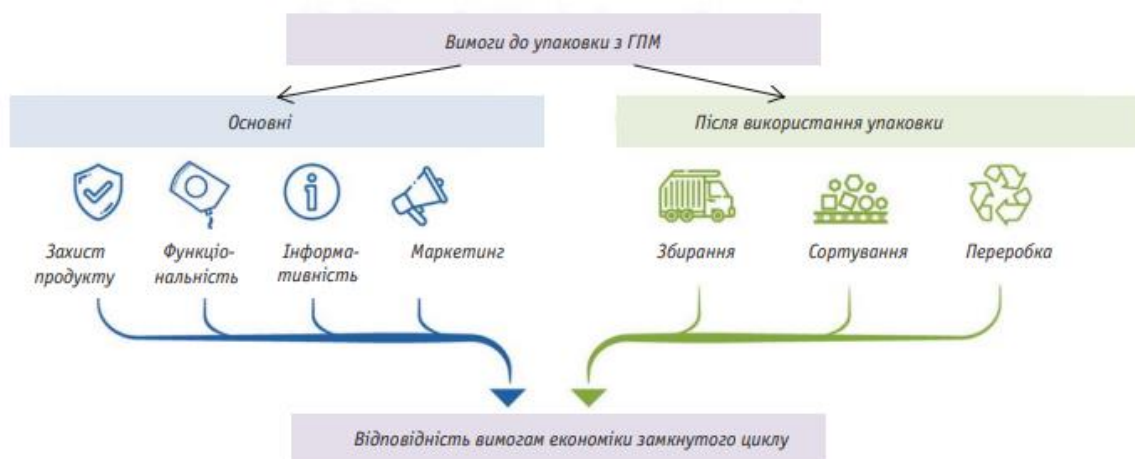 Вимоги до упаковки з ГПМ
Основні
Після використання упаковки
Захист
продукту
Функціо-
нальність
Інформа-
тивність
Маркетинг
Збирання
Сортування
Переробка
Відповідність вимогам економіки замкнутого циклу